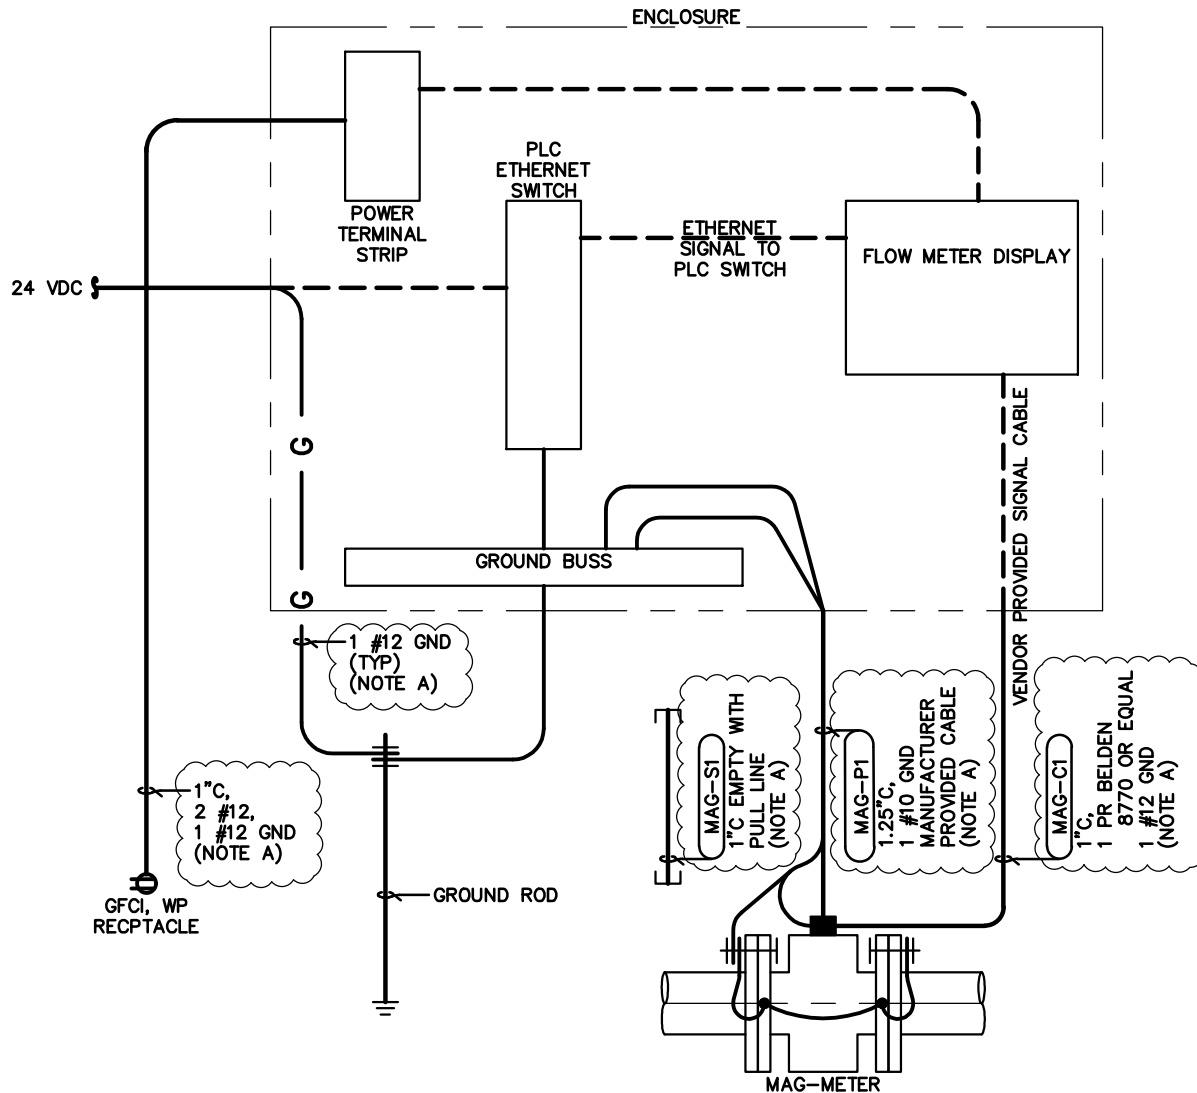 ENCLOSURE
PLC
ETHERNET
SWITCH
POWER
TERMINAL
STRIP
ETHERNET
SIGNAL TO
PLC SWITCH
FLOW METER DISPLAY
24 VDC
G
G
GROUND BUSS
VENDOR PROVIDED SIGNAL CABLE
1 #12 GND
(TYP)
(NOTE A)
1"C,
2 #12,
1 #12 GND
(NOTE A)
GFCI, WP
RECPTACLE
GROUND ROD
MAG-S1
1"C EMPTY WITH
PULL LINE
(NOTE A)
MAG-P1
1.25"C,
1 #10 GND
MANUFACTURER
PROVIDED CABLE
(NOTE A)
MAG-C1
1"C,
1 PR BELDEN
8770 OR EQUAL
1 #12 GND
(NOTE A)
MAG-METER